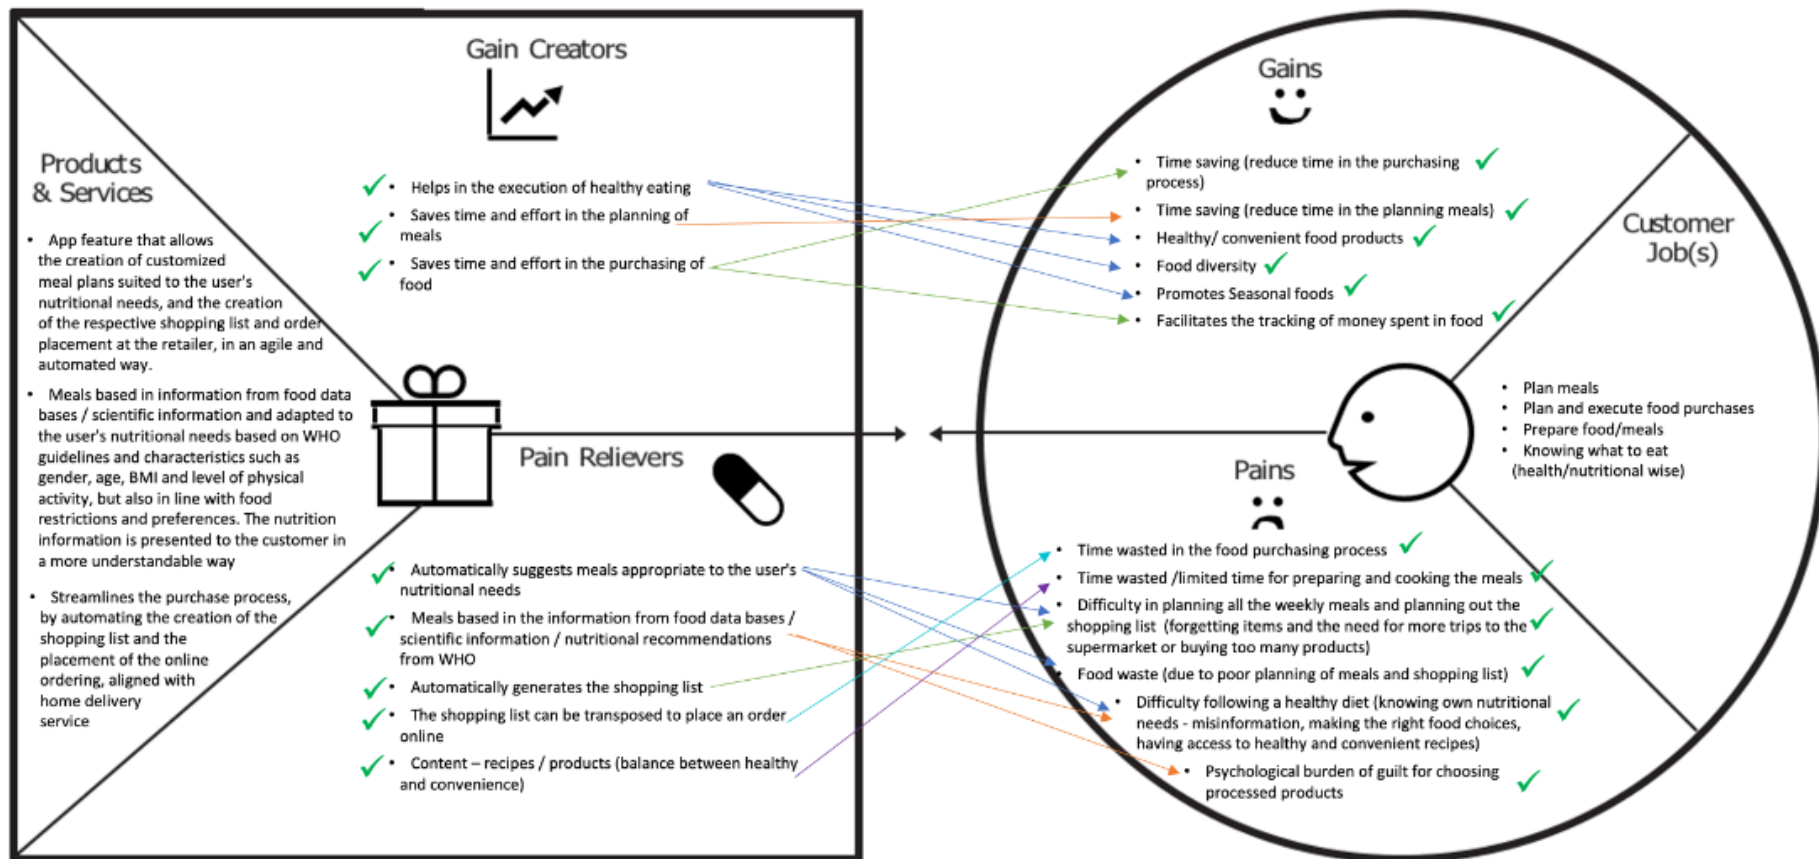 Gain Creators
• Helps in the execution of healthy eating
• Saves time and effort in the planning of
meals
• Saves time and effort in the purchasing of
food
Products
& Services
• App feature that allows
the creation of customized
meal plans suited to the user's
nutritional needs, and the creation
of the respective shopping list and order
placement at the retailer, in an agile and
automated way.
• Meals based in information from food data
bases / scientific information and adapted to
the user's nutritional needs based on WHO
guidelines and characteristics such as
gender, age, BMI and level of physical
activity, but also in line with food
restrictions and preferences. The nutrition
information is presented to the customer in
a more understandable way
• Streamlines the purchase process,
by automating the creation of the
shopping list and the
placement of the online
ordering, aligned with
home delivery
service
Pain Relievers
• Automatically suggests meals appropriate to the user's
nutritional needs
• Meals based in the information from food data bases /
scientific information / nutritional recommendations
from WHO
• Automatically generates the shopping list
• The shopping list can be transposed to place an order
online
• Content – recipes / products (balance between healthy
and convenience)
Gains
• Time saving (reduce time in the purchasing
process)
• Time saving (reduce time in the planning meals)
• Healthy/ convenient food products
• Food diversity
• Promotes Seasonal foods
• Facilitates the tracking of money spent in food
Customer
Job(s)
• Plan meals
• Plan and execute food purchases
• Prepare food/meals
• Knowing what to eat
(health/nutritional wise)
Pains
• Time wasted in the food purchasing process
• Time wasted /limited time for preparing and cooking the meals
• Difficulty in planning all the weekly meals and planning out the
shopping list (forgetting items and the need for more trips to the
supermarket or buying too many products)
• Food waste (due to poor planning of meals and shopping list)
• Difficulty following a healthy diet (knowing own nutritional
needs - misinformation, making the right food choices,
having access to healthy and convenient recipes)
• Psychological burden of guilt for choosing
processed products